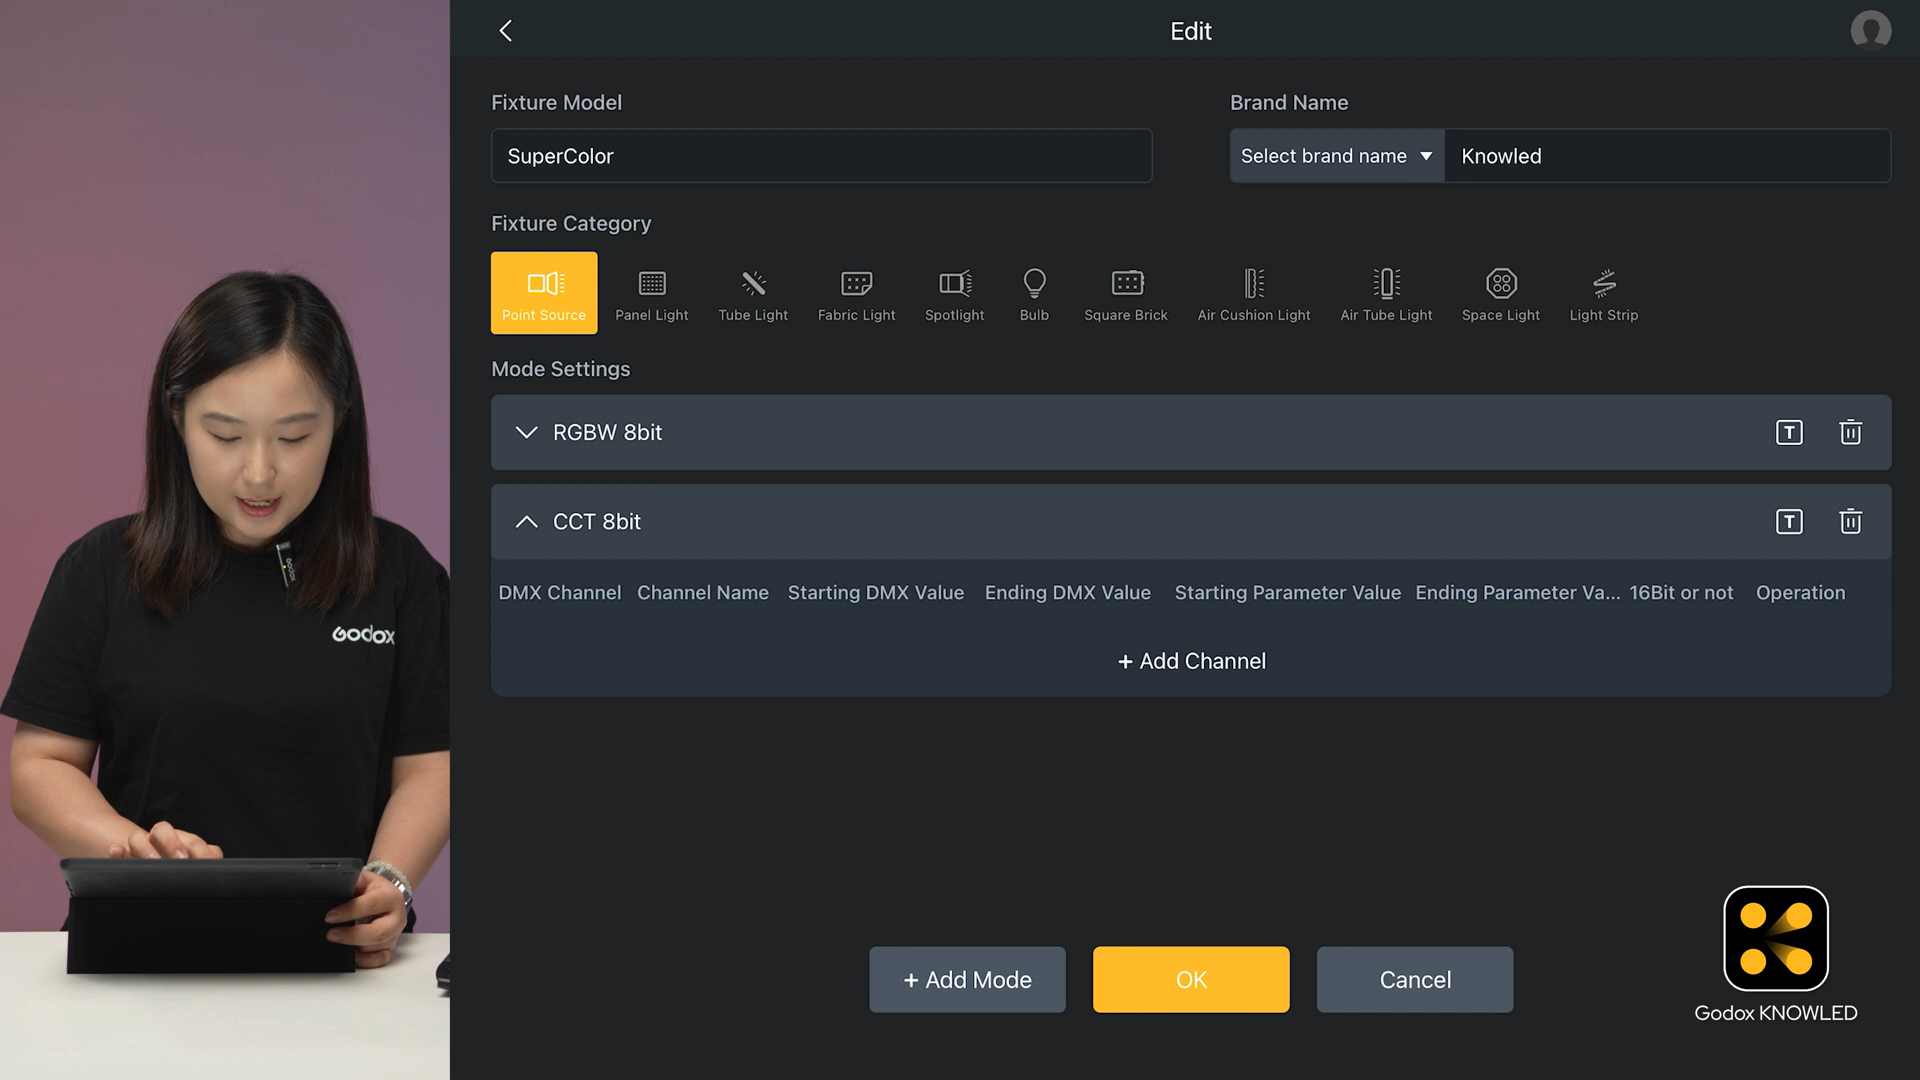 Edit
Fixture Model
Brand Name
SuperColor
Select brand name
Knowled
Fixture Category
Point Source
Panel Light
Tube Light
Fabric Light
Spotlight
Bulb
Square Brick
Air Cushion Light
Air Tube Light
Space Light
Light Strip
Mode Settings
RGBW 8bit
T
CCT 8bit
T
DMX Channel Channel Name Starting DMX Value Ending DMX Value Starting Parameter Value Ending Parameter Va... 16Bit or not Operation
+ Add Channel
+ Add Mode
OK
Cancel
Godox KNOWLED
Godox
Godox